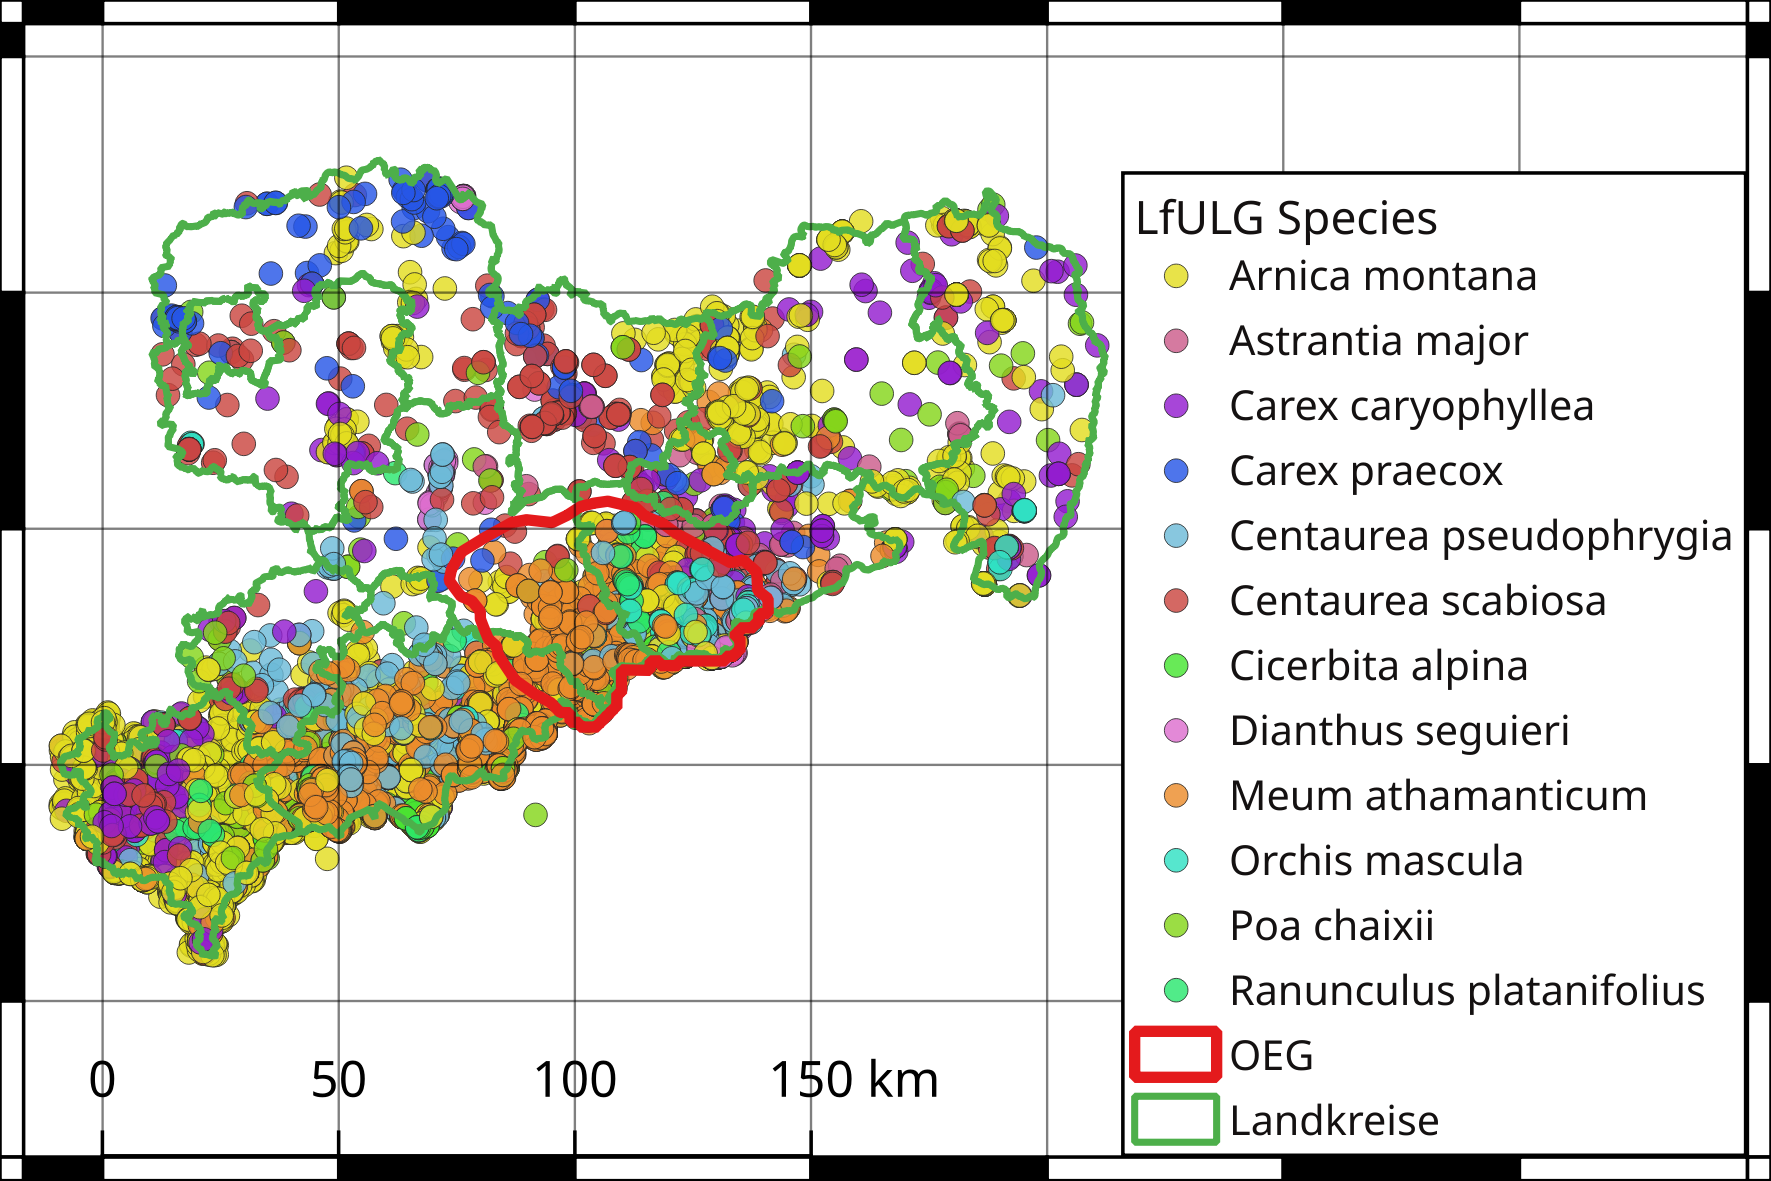 LfULG Species
Arnica montana
Astrantia major
Carex caryophyllea
Carex praecox
Centaurea pseudophrygia
Centaurea scabiosa
Cicerbita alpina
Dianthus seguieri
Meum athamanticum
Orchis mascula
Poa chaixii
Ranunculus platanifolius
OEG
Landkreise
0 50 100 150 km